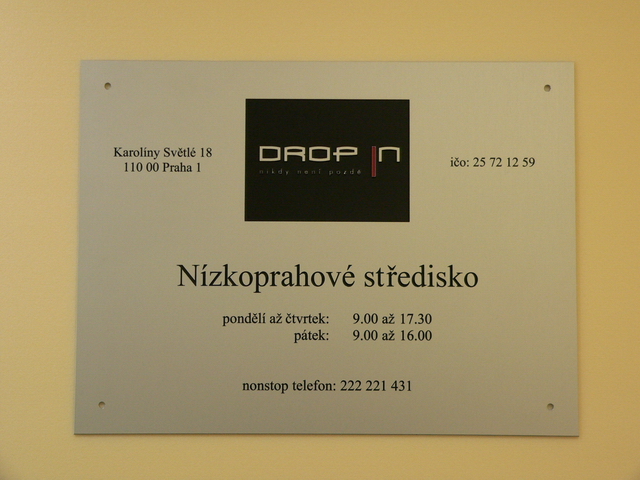 Karoliny Světlé 18
110 00 Praha 1
DROP IN
nikdy není pozdě
ičo: 25 72 12 59
Nízkoprahové středisko
pondělí až čtvrtek: 9.00 až 17.30
pátek: 9.00 až 16.00
nonstop telefon: 222 221 431